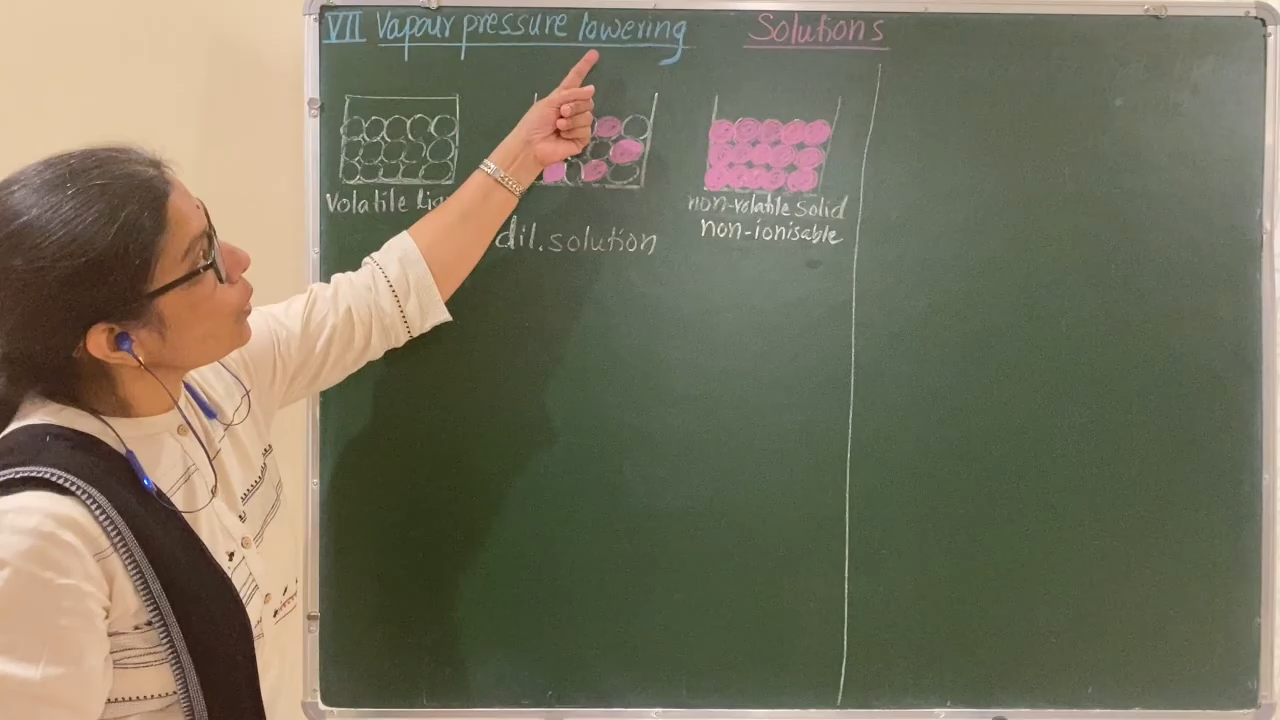 VII Vapour pressure lowering
Solutions
Volatile
dil. solution
non-volatile solid
non-ionisable